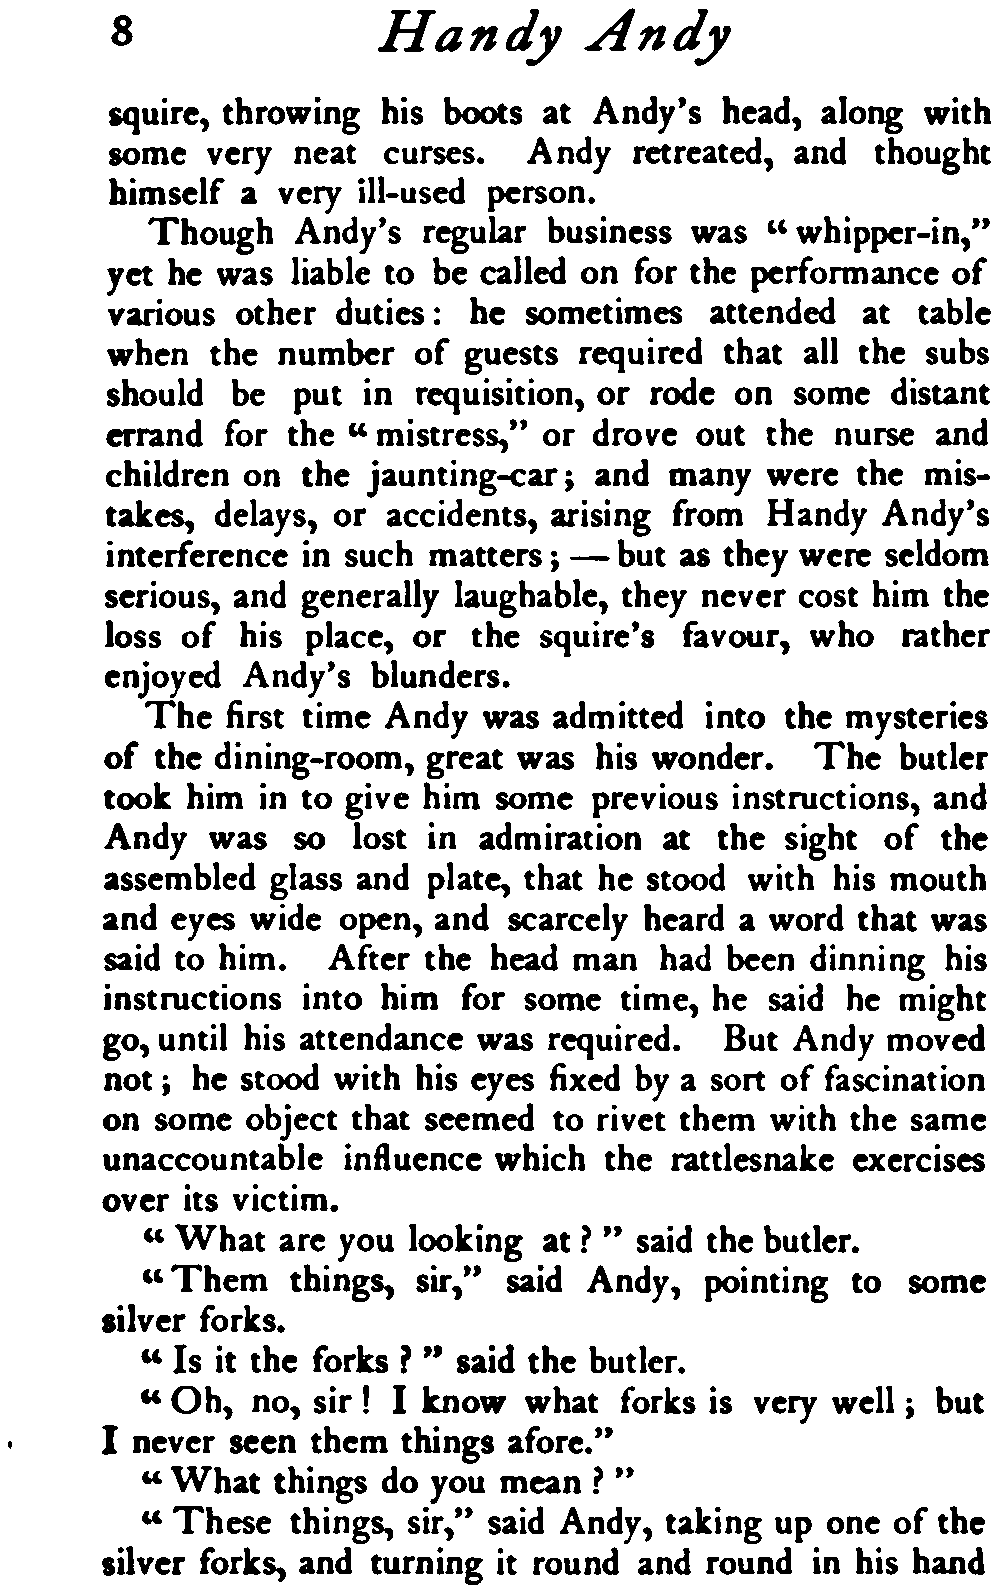 8 Handy Andy
squire, throwing his boots at Andy's head, along with
some very neat curses. Andy retreated, and thought
himself a very ill-used person.
Though Andy's regular business was “ whipper-in,”
yet he was liable to be called on for the performance of
various other duties : he sometimes attended at table
when the number of guests required that all the subs
should be put in requisition, or rode on some distant
errand for the “ mistress,” or drove out the nurse and
children on the jaunting-car ; and many were the mis-
takes, delays, or accidents, arising from Handy Andy's
interference in such matters ; — but as they were seldom
serious, and generally laughable, they never cost him the
loss of his place, or the squire's favour, who rather
enjoyed Andy's blunders.
The first time Andy was admitted into the mysteries
of the dining-room, great was his wonder. The butler
took him in to give him some previous instructions, and
Andy was so lost in admiration at the sight of the
assembled glass and plate, that he stood with his mouth
and eyes wide open, and scarcely heard a word that was
said to him. After the head man had been dinning his
instructions into him for some time, he said he might
go, until his attendance was required. But Andy moved
not ; he stood with his eyes fixed by a sort of fascination
on some object that seemed to rivet them with the same
unaccountable influence which the rattlesnake exercises
over its victim.
“ What are you looking at ? ” said the butler.
“ Them things, sir,” said Andy, pointing to some
silver forks.
“ Is it the forks ? ” said the butler.
“ Oh, no, sir ! I know what forks is very well ; but
I never seen them things afore.”
“ What things do you mean ? ”
“ These things, sir,” said Andy, taking up one of the
silver forks, and turning it round and round in his hand